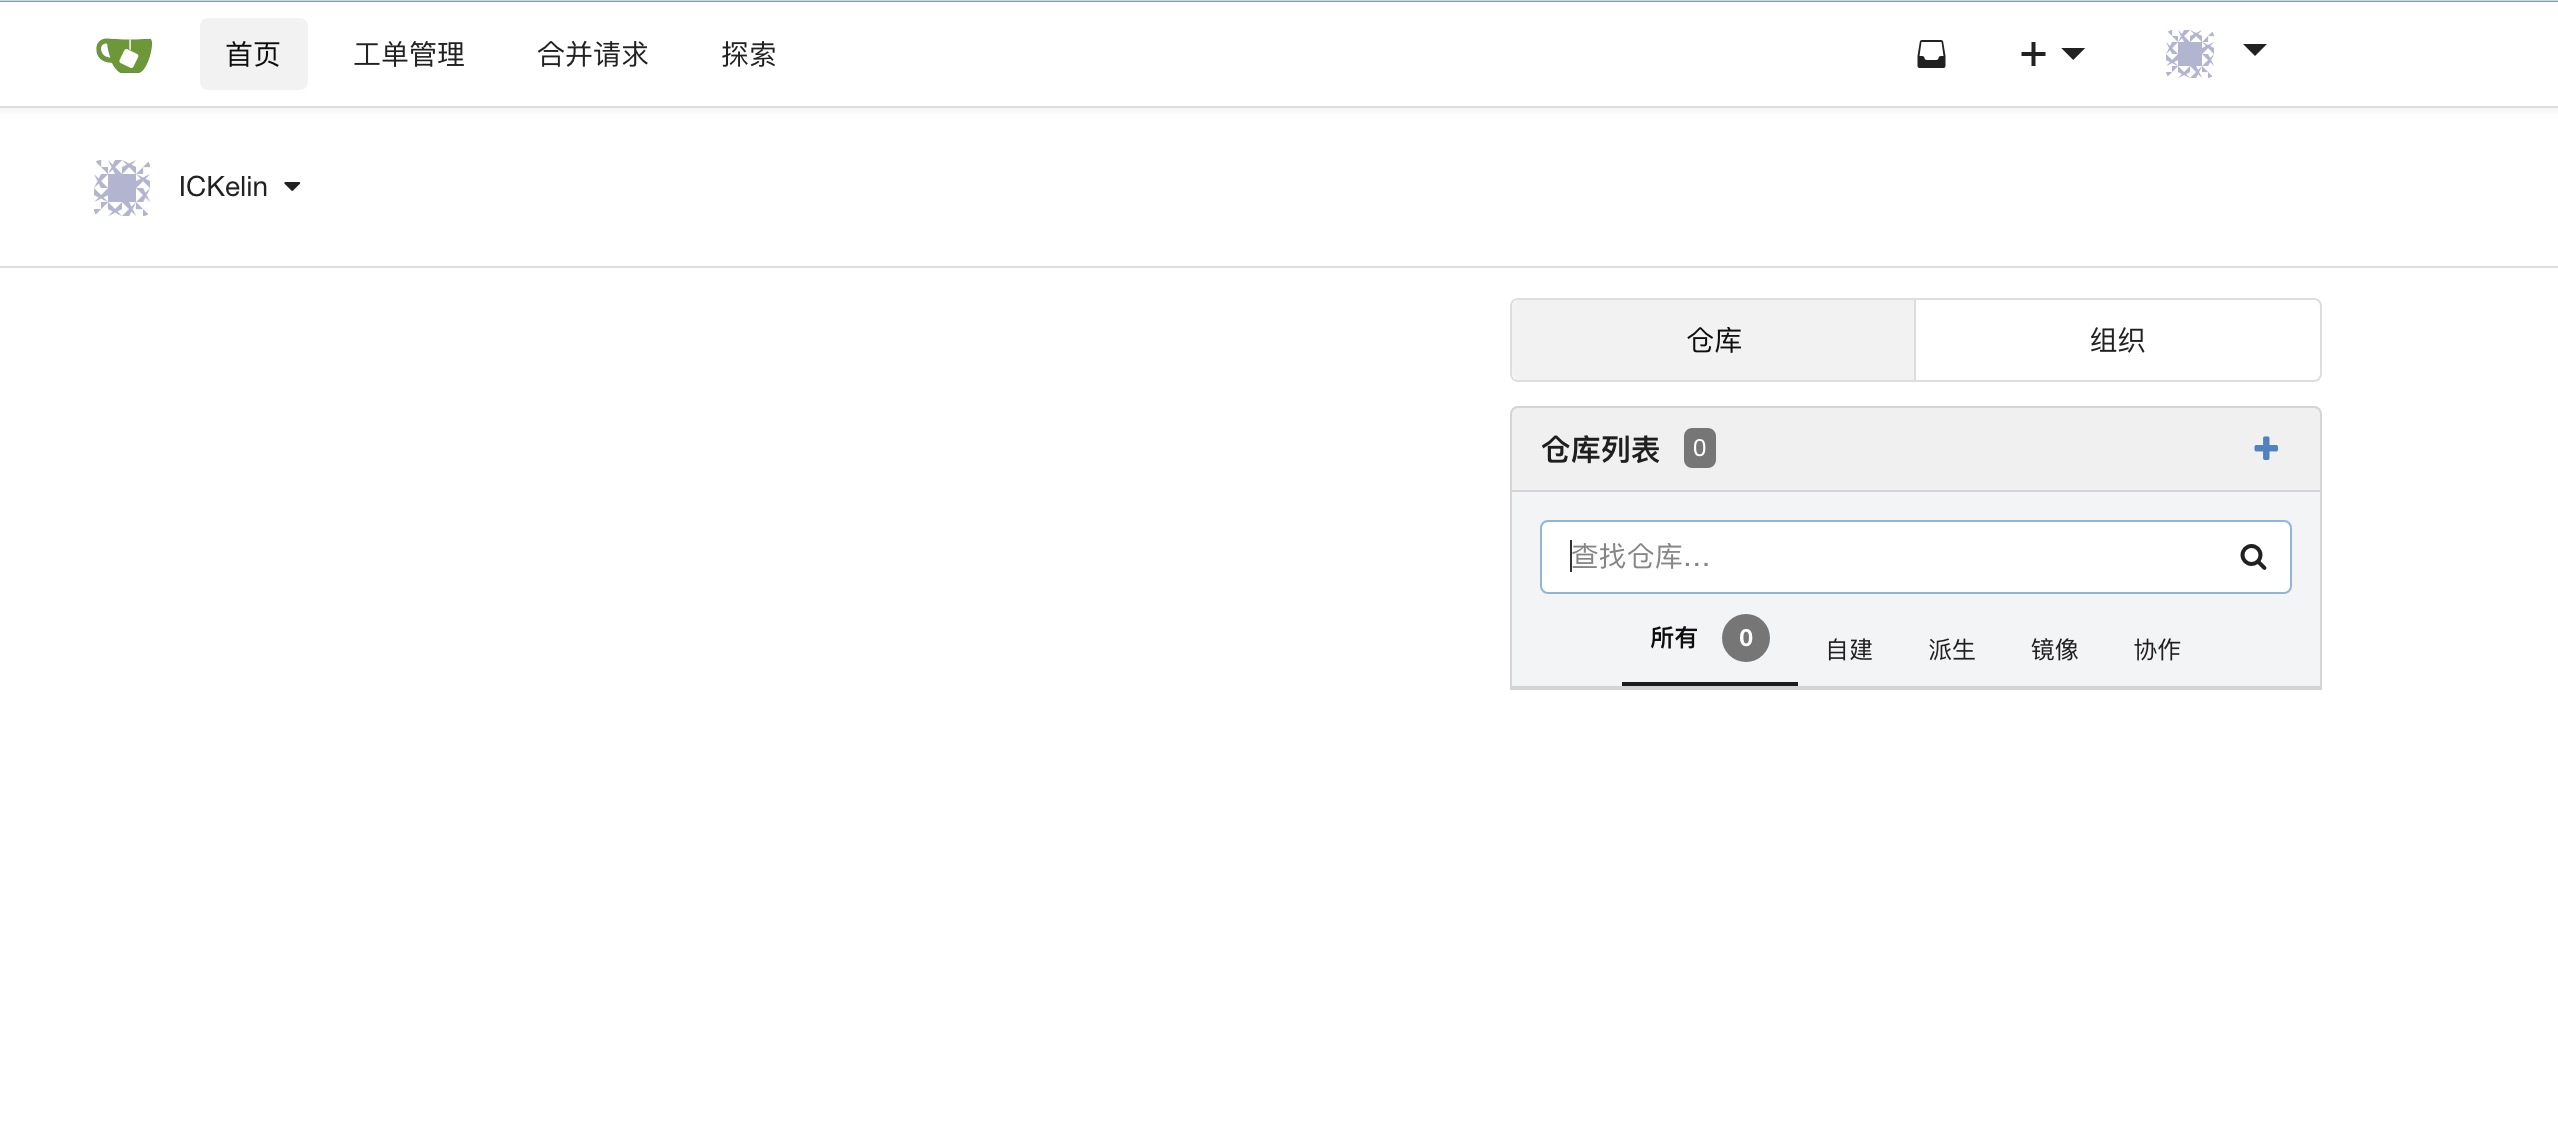 首页 工单管理 合并请求 探索
ICKelin
仓库 组织
仓库列表 0
查找仓库...
所有 0 自建 派生 镜像 协作